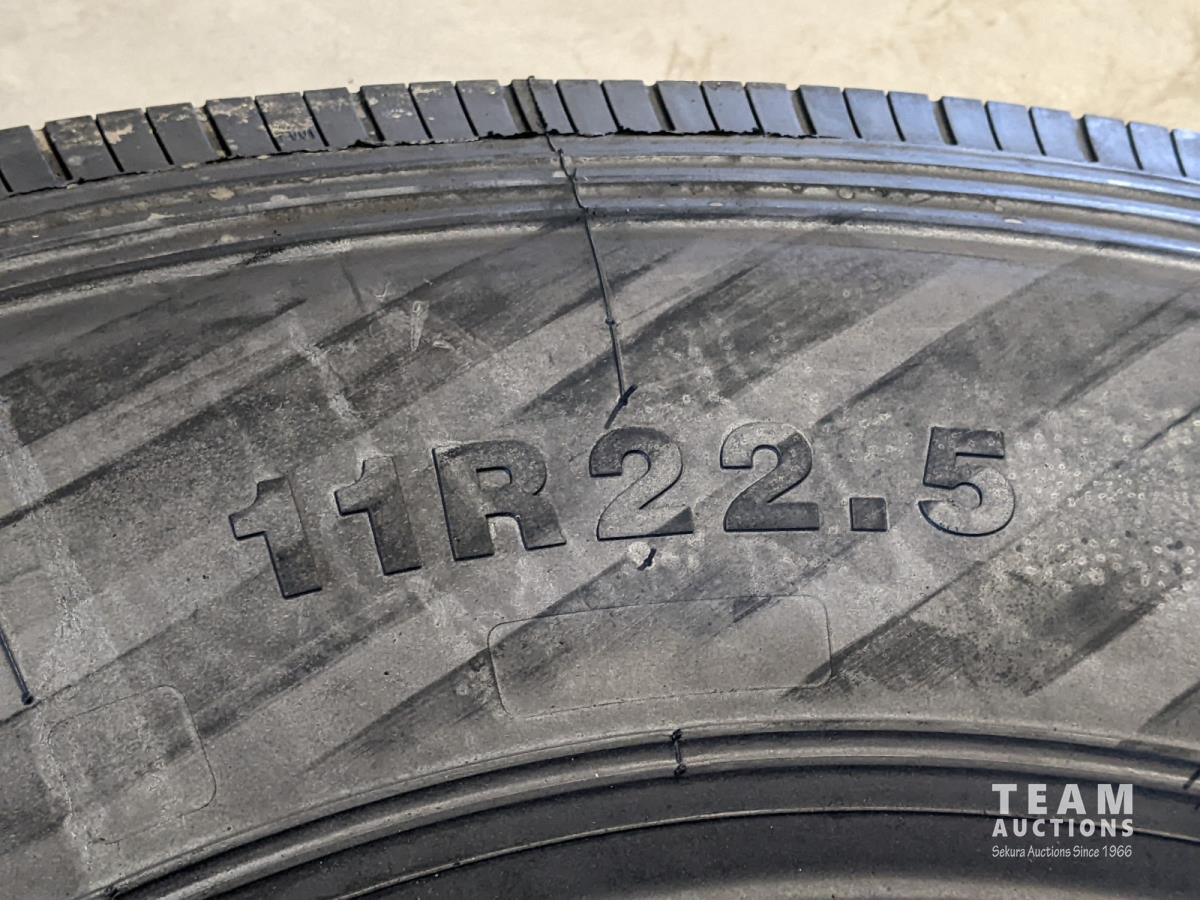 11R22.5
TEAM
AUCTIONS
Sekura Auctions Since 1966